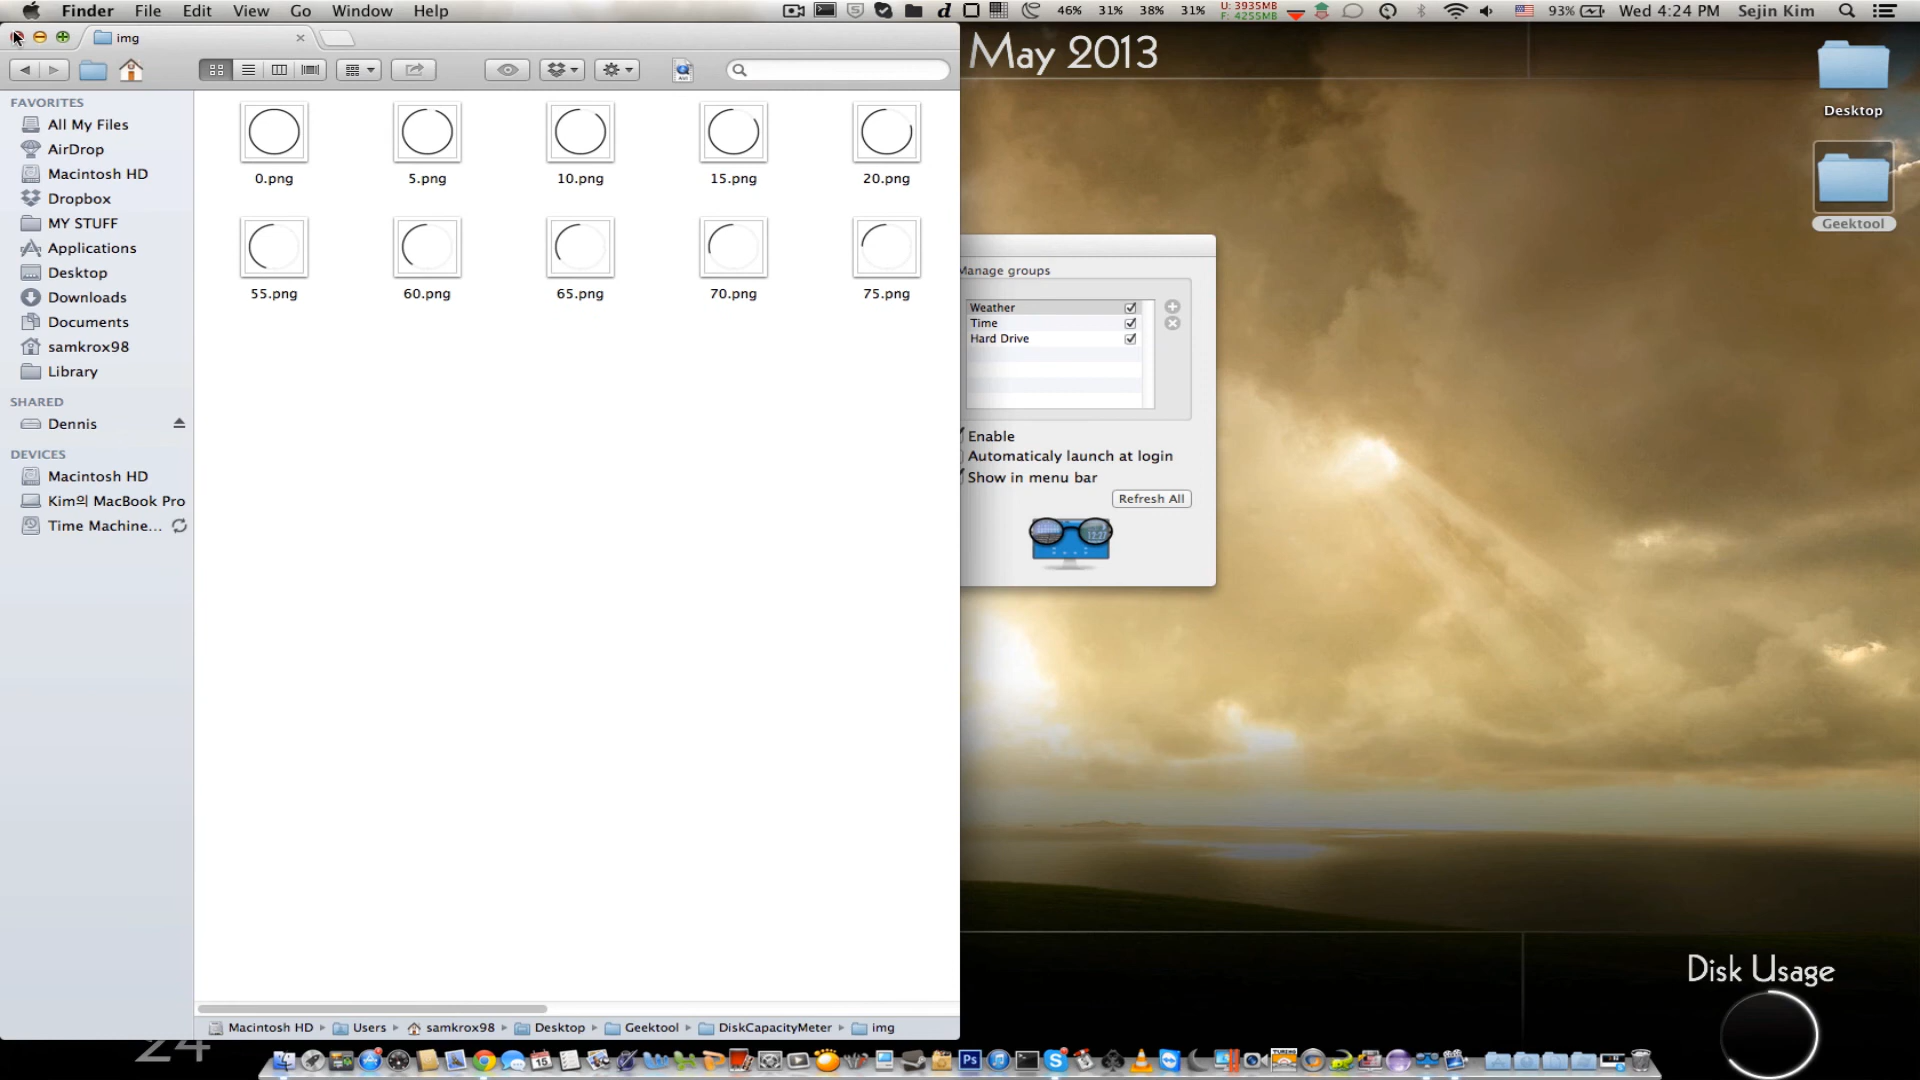 Finder File Edit View Go Window Help
46% 31% 38% 31% U: 3935MB F: 4255MB 93% Wed 4:24 PM Sejin Kim
img
May 2013
FAVORITES
All My Files
AirDrop
Macintosh HD
Dropbox
MY STUFF
Applications
Desktop
Downloads
Documents
samkrox98
Library
SHARED
Dennis
DEVICES
Macintosh HD
Kim의 MacBook Pro
Time Machine...
0.png 5.png 10.png 15.png 20.png
55.png 60.png 65.png 70.png 75.png
Macintosh HD Users samkrox98 Desktop Geektool DiskCapacityMeter img
Manage groups
Weather
Time
Hard Drive
Enable
Automaticaly launch at login
Show in menu bar
Refresh All
Desktop
Geektool
Disk Usage
24